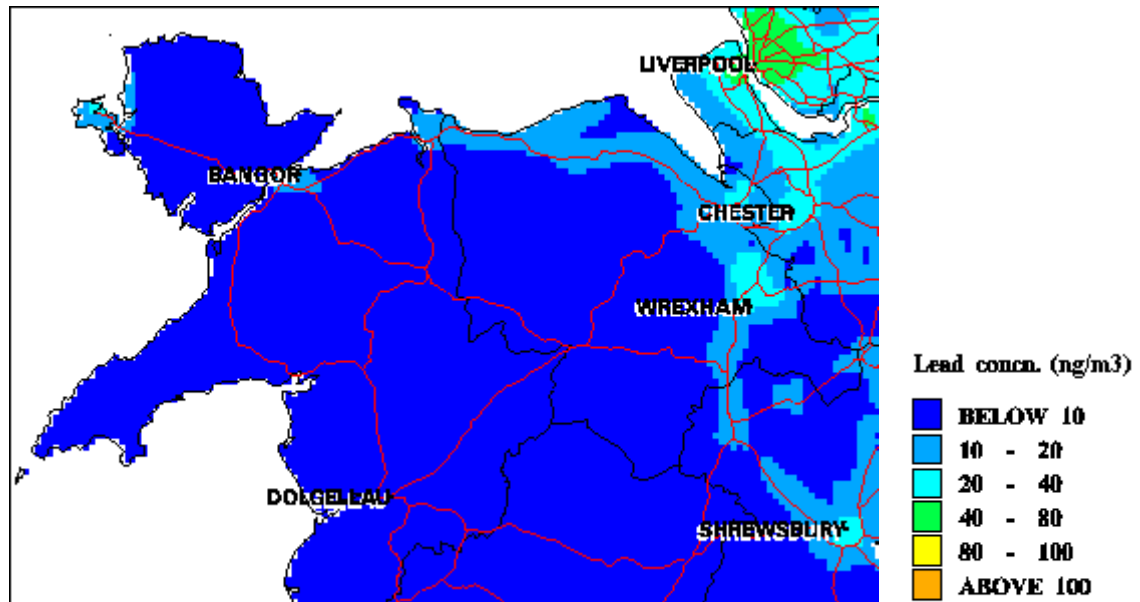 LIVERPOOL
BANGOR
CHESTER
WREXHAM
DOLGELLAU
SHREWSBURY
Lead concn. (ng/m3)
BELOW 10
10 - 20
20 - 40
40 - 80
80 - 100
ABOVE 100